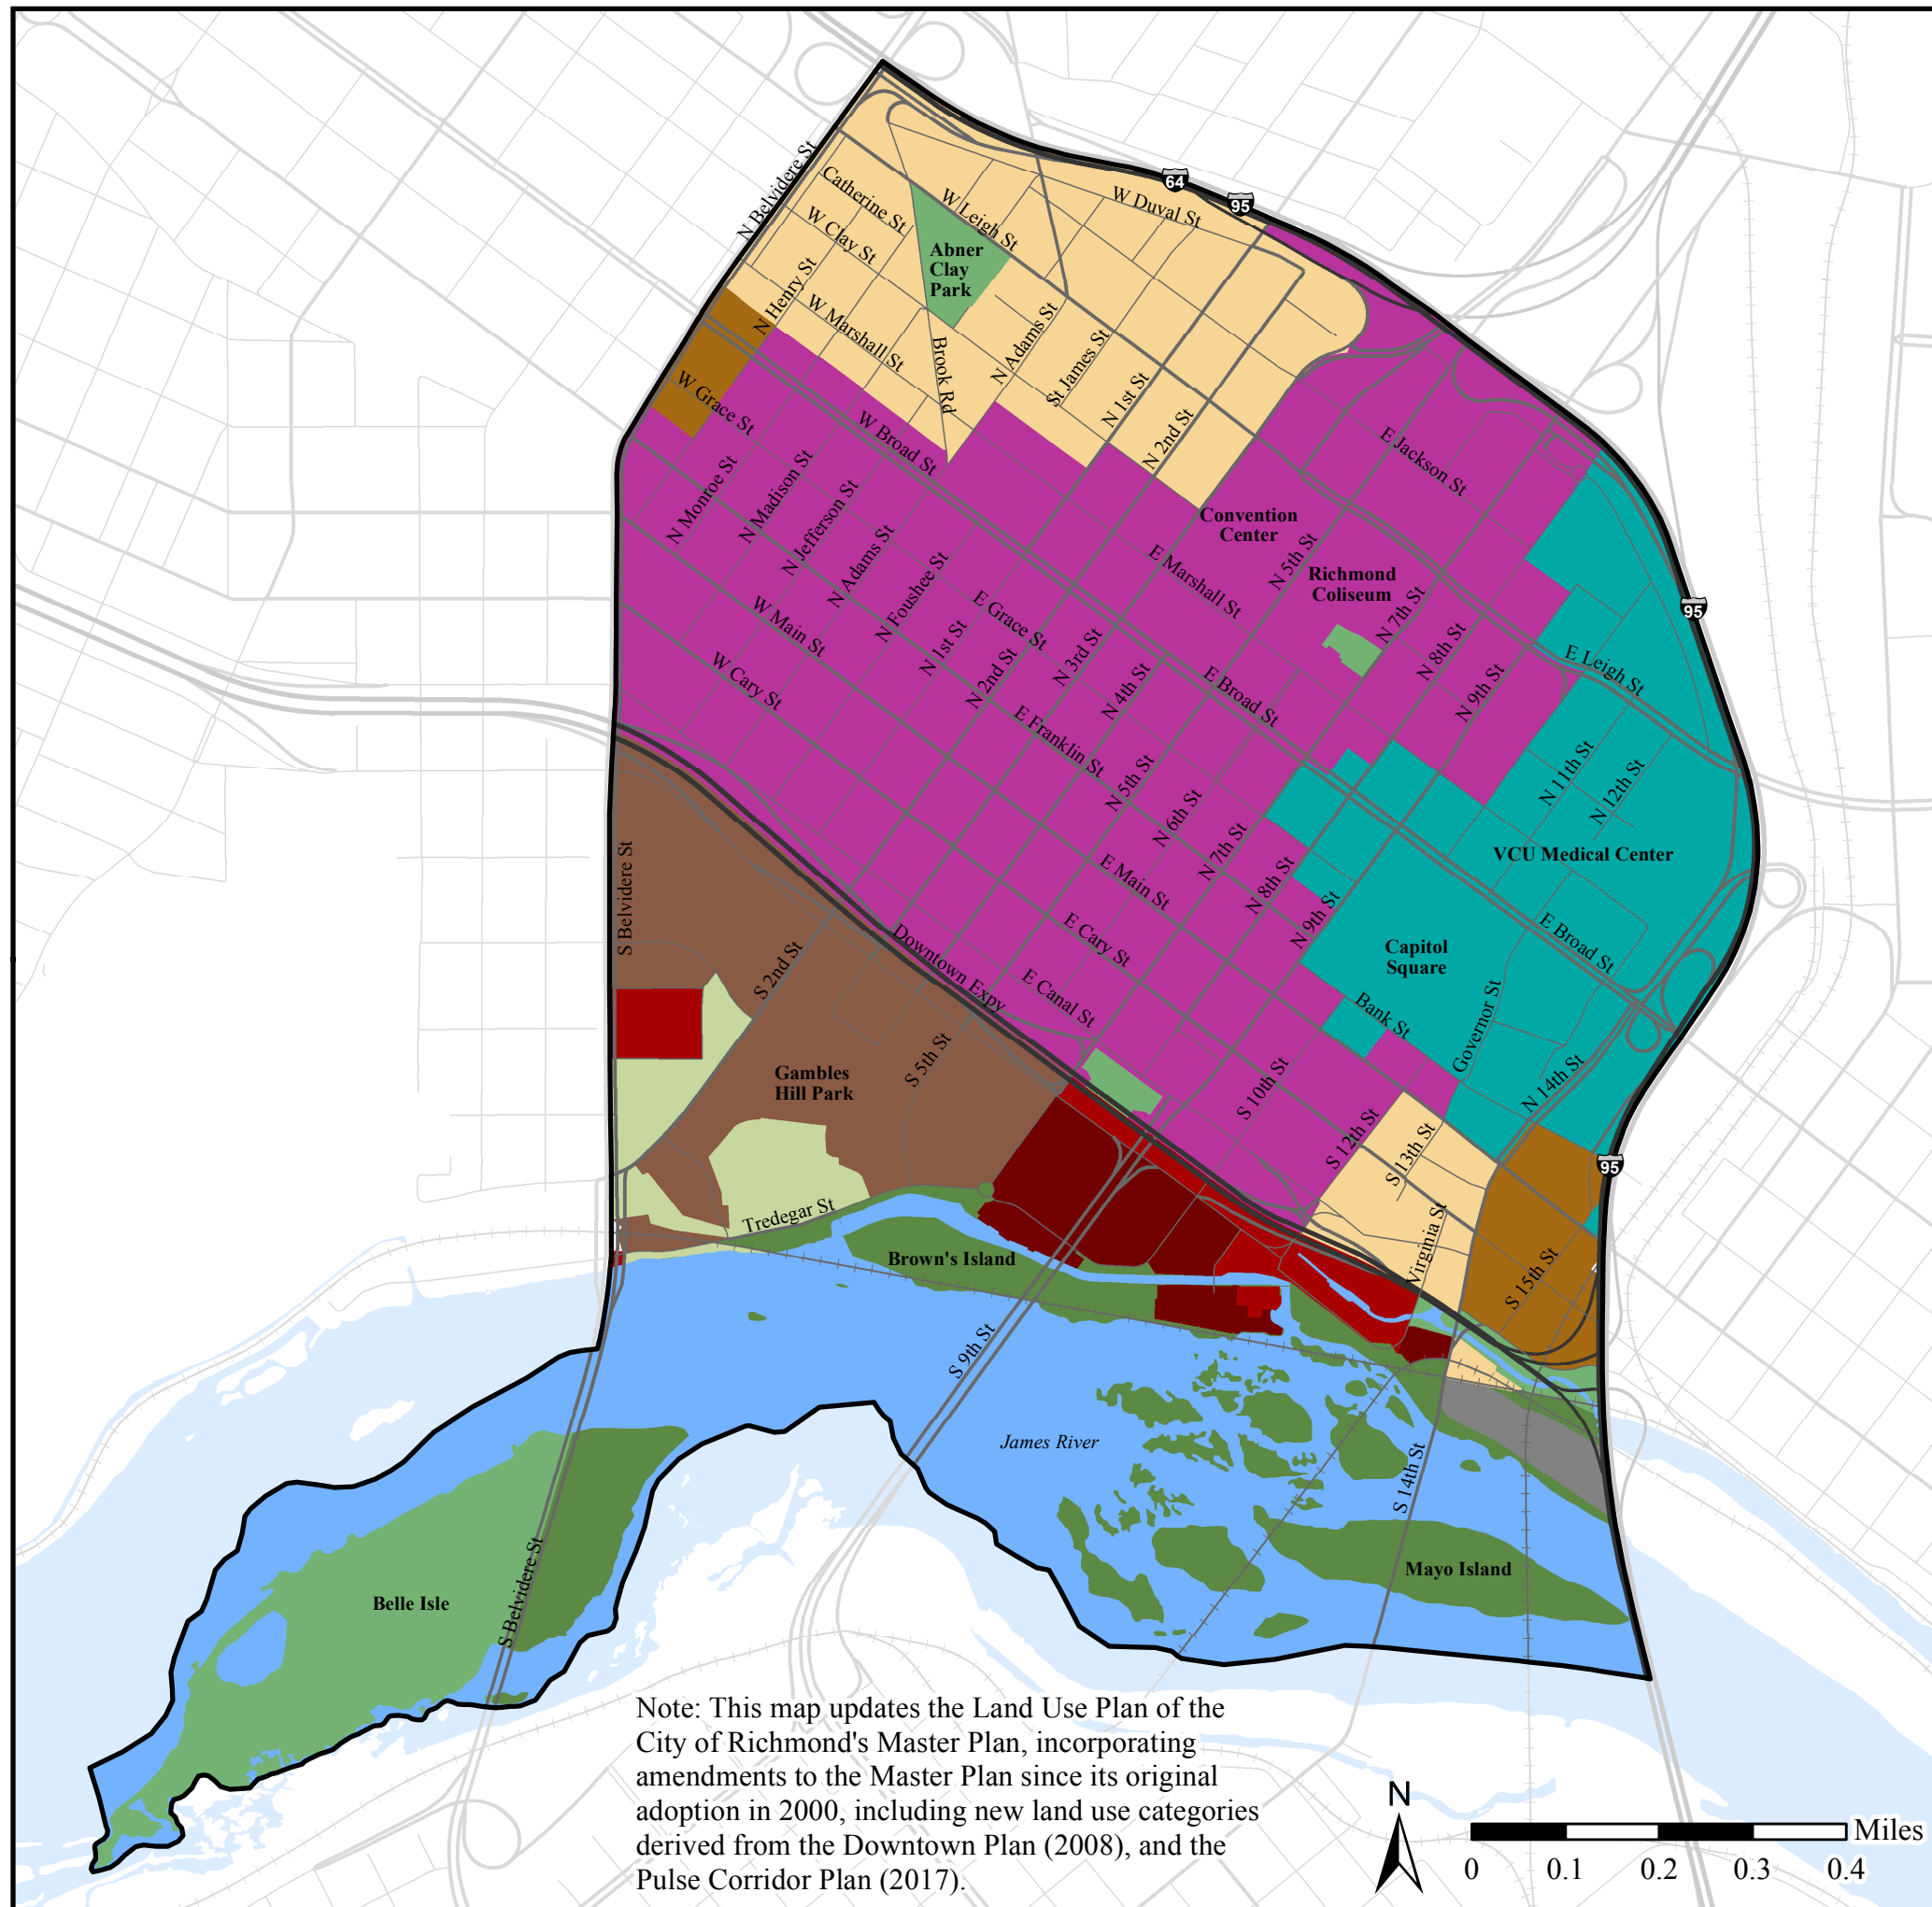 64
95
N Belvidere St
Catherine St
W Leigh St
W Duval St
W Clay St
Abner
Clay
Park
N Henry St
W Marshall St
Brook Rd
N Adams St
St James St
N 1st St
N 2nd St
W Grace St
W Broad St
E Jackson St
N Monroe St
N Madison St
N Jefferson St
N Adams St
N Foushee St
Convention
Center
N 5th St
Richmond
Coliseum
E Marshall St
E Grace St
N 7th St
95
W Main St
N 1st St
N 2nd St
N 3rd St
N 4th St
E Broad St
N 8th St
N 9th St
E Leigh St
W Cary St
E Franklin St
N 5th St
N 6th St
N 7th St
N 8th St
N 9th St
N 11th St
N 12th St
VCU Medical Center
S Belvidere St
E Main St
E Cary St
Capitol
Square
E Broad St
S 2nd St
Downtown Expy
E Canal St
Bank St
Governor St
Gambles
Hill Park
S 5th St
S 10th St
N 14th St
S 12th St
S 13th St
95
Tredegar St
Brown's Island
Virginia St
S 15th St
S 9th St
James River
S 14th St
Mayo Island
Belle Isle
S Belvidere St
Note: This map updates the Land Use Plan of the
City of Richmond's Master Plan, incorporating
amendments to the Master Plan since its original
adoption in 2000, including new land use categories
derived from the Downtown Plan (2008), and the
Pulse Corridor Plan (2017).
N
Miles
0 0.1 0.2 0.3 0.4